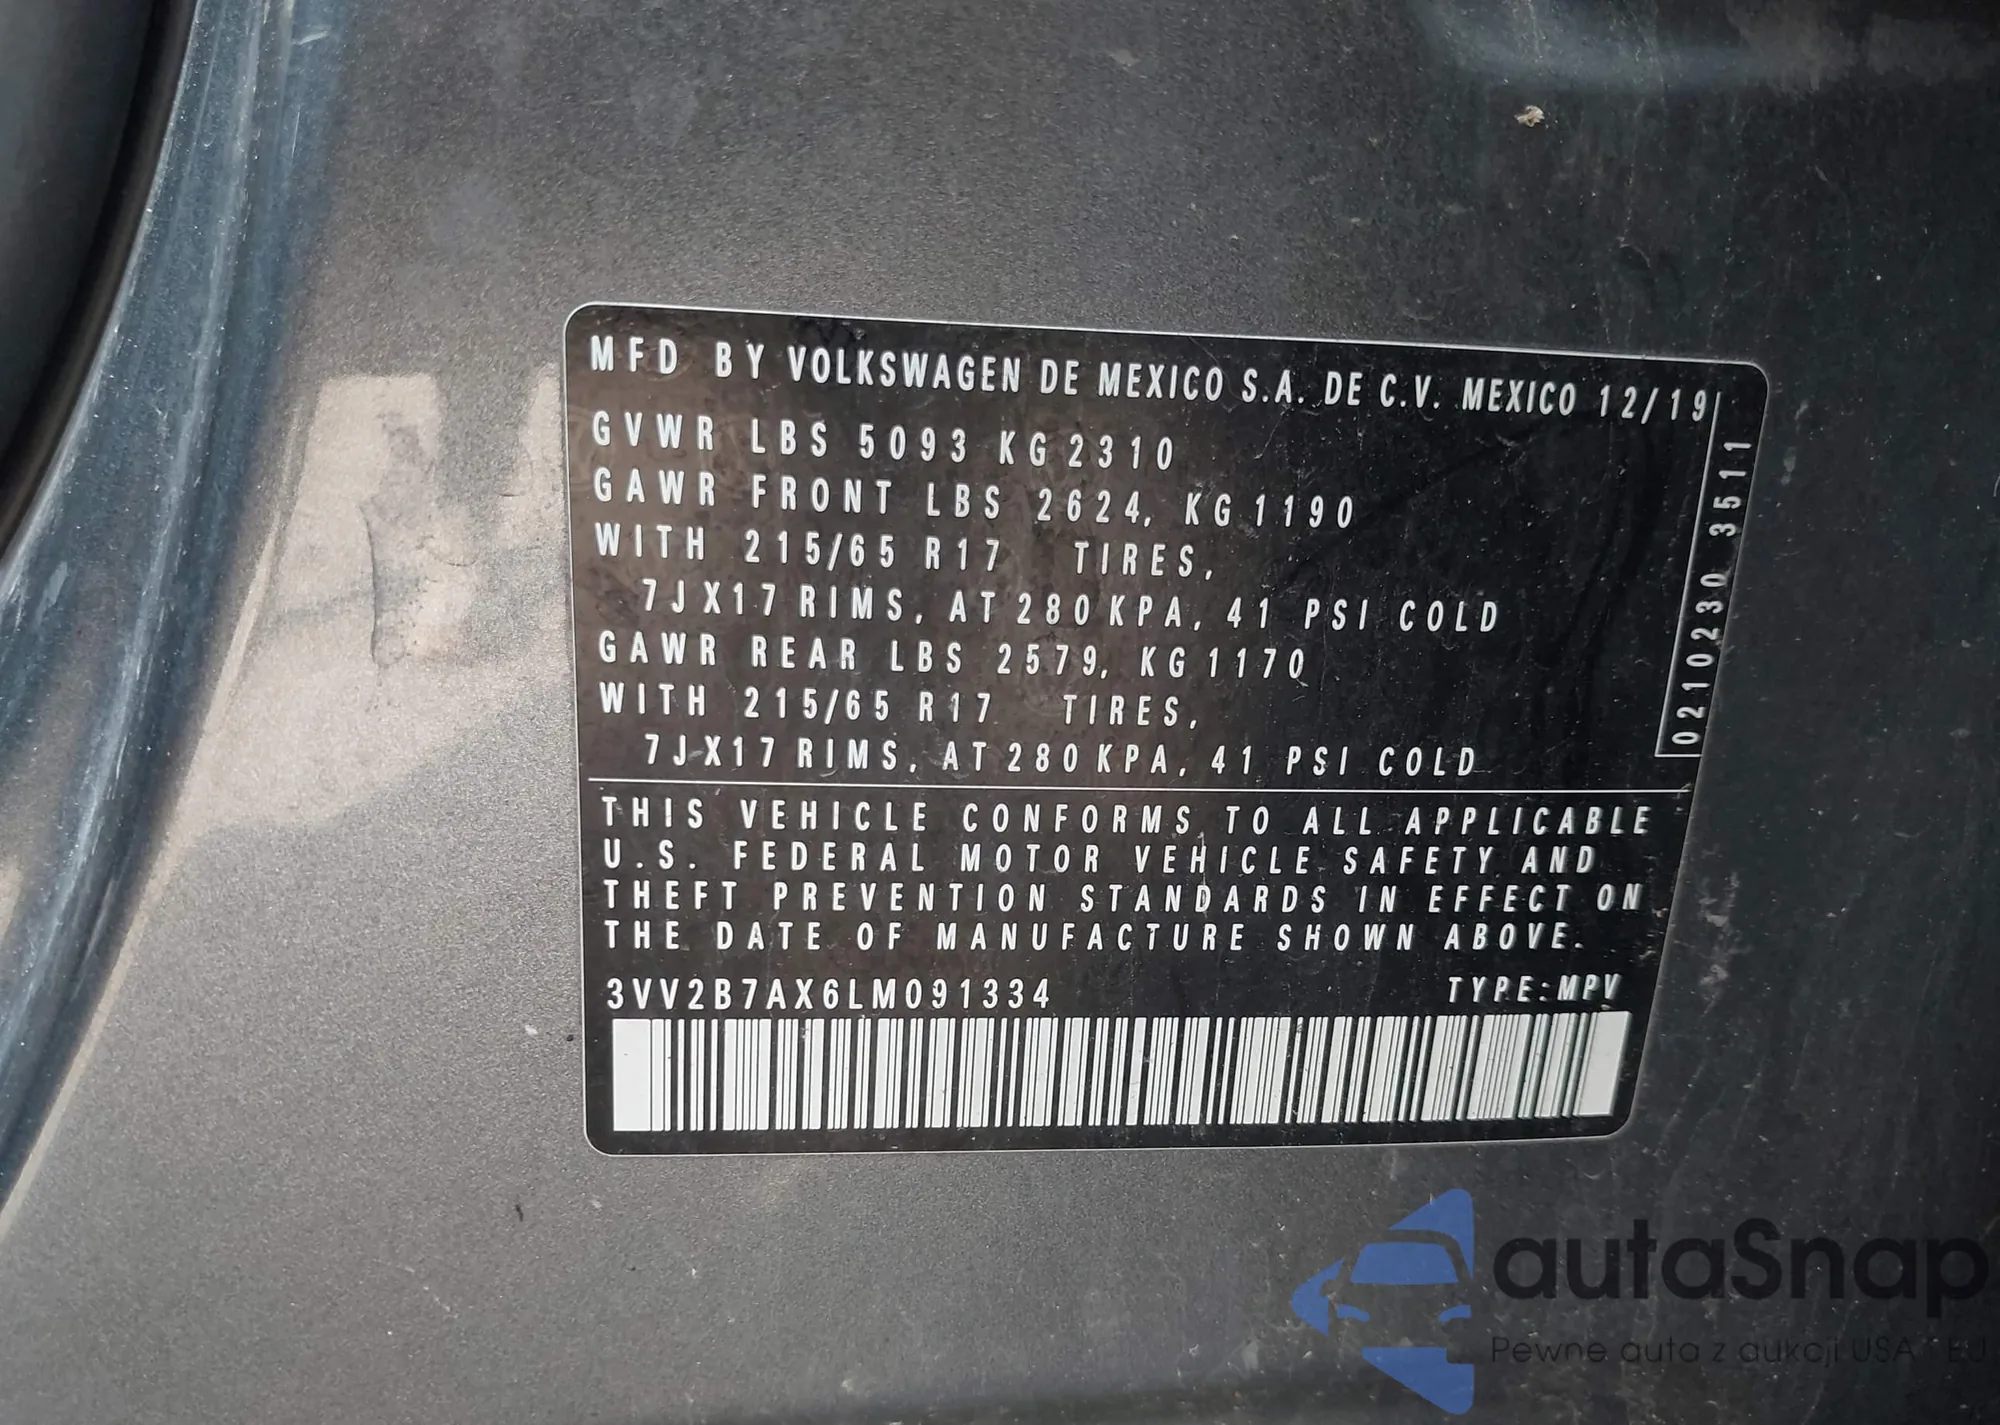 MFD BY VOLKSWAGEN DE MEXICO S.A. DE C.V. MEXICO 12/19
GVWR LBS 5093 KG 2310
GAWR FRONT LBS 2624, KG 1190
WITH 215/65 R17 TIRES,
7JX17 RIMS, AT 280 KPA, 41 PSI COLD
GAWR REAR LBS 2579, KG 1170
WITH 215/65 R17 TIRES,
7JX17 RIMS, AT 280 KPA, 41 PSI COLD
0210230 3511
THIS VEHICLE CONFORMS TO ALL APPLICABLE
U.S. FEDERAL MOTOR VEHICLE SAFETY AND
THEFT PREVENTION STANDARDS IN EFFECT ON
THE DATE OF MANUFACTURE SHOWN ABOVE.
3VV2B7AX6LM091334 TYPE:MPV
autaSnap
Pewne auta z aukcji USA i EU